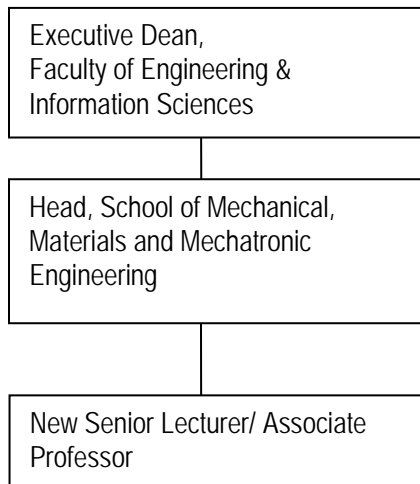 Executive Dean,
Faculty of Engineering &
Information Sciences
Head, School of Mechanical,
Materials and Mechatronic
Engineering
New Senior Lecturer/ Associate
Professor